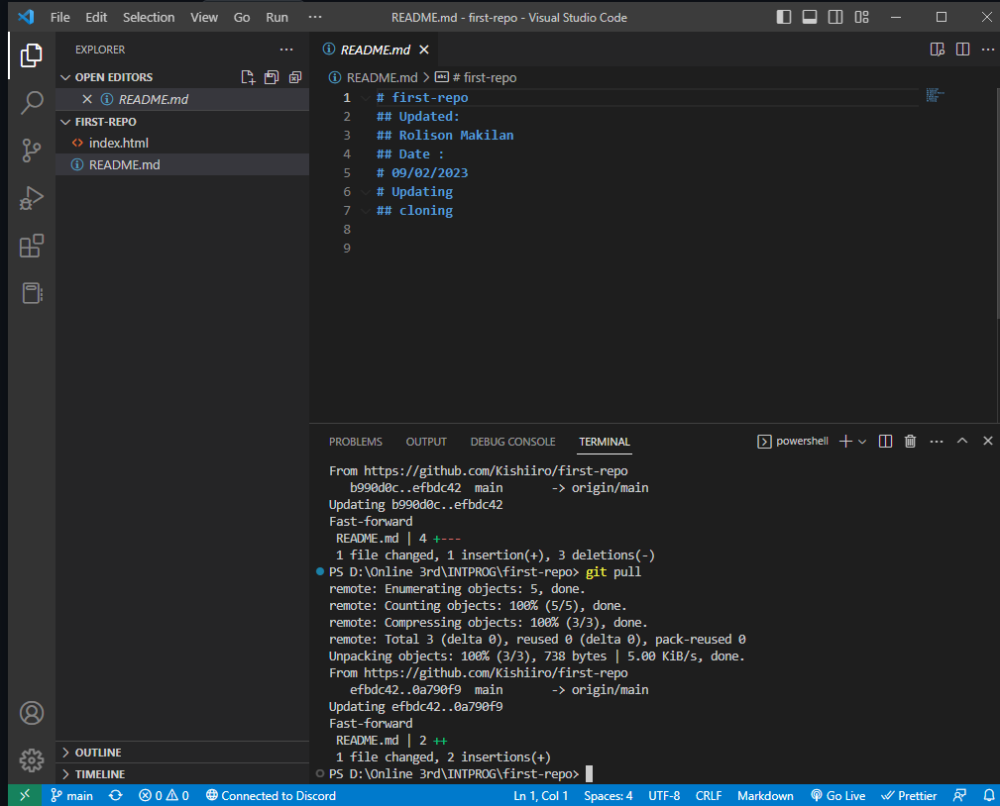 File Edit Selection View Go Run ··· README.md - first-repo - Visual Studio Code
EXPLORER ···
OPEN EDITORS
README.md
FIRST-REPO
index.html
README.md
OUTLINE
TIMELINE
README.md
README.md > # first-repo
1 # first-repo
2 ## Updated:
3 ## Rolison Makilan
4 ## Date :
5 # 09/02/2023
6 # Updating
7 ## cloning
8
9
PROBLEMS OUTPUT DEBUG CONSOLE TERMINAL powershell
From https://github.com/Kishiiro/first-repo
b990d0c..efbdc42 main -> origin/main
Updating b990d0c..efbdc42
Fast-forward
README.md | 4 +---
1 file changed, 1 insertion(+), 3 deletions(-)
PS D:\Online 3rd\INTPROG\first-repo> git pull
remote: Enumerating objects: 5, done.
remote: Counting objects: 100% (5/5), done.
remote: Compressing objects: 100% (3/3), done.
remote: Total 3 (delta 0), reused 0 (delta 0), pack-reused 0
Unpacking objects: 100% (3/3), 738 bytes | 5.00 KiB/s, done.
From https://github.com/Kishiiro/first-repo
efbdc42..0a790f9 main -> origin/main
Updating efbdc42..0a790f9
Fast-forward
README.md | 2 ++
1 file changed, 2 insertions(+)
PS D:\Online 3rd\INTPROG\first-repo>
main 0 0 Connected to Discord Ln 1, Col 1 Spaces: 4 UTF-8 CRLF Markdown Go Live Prettier